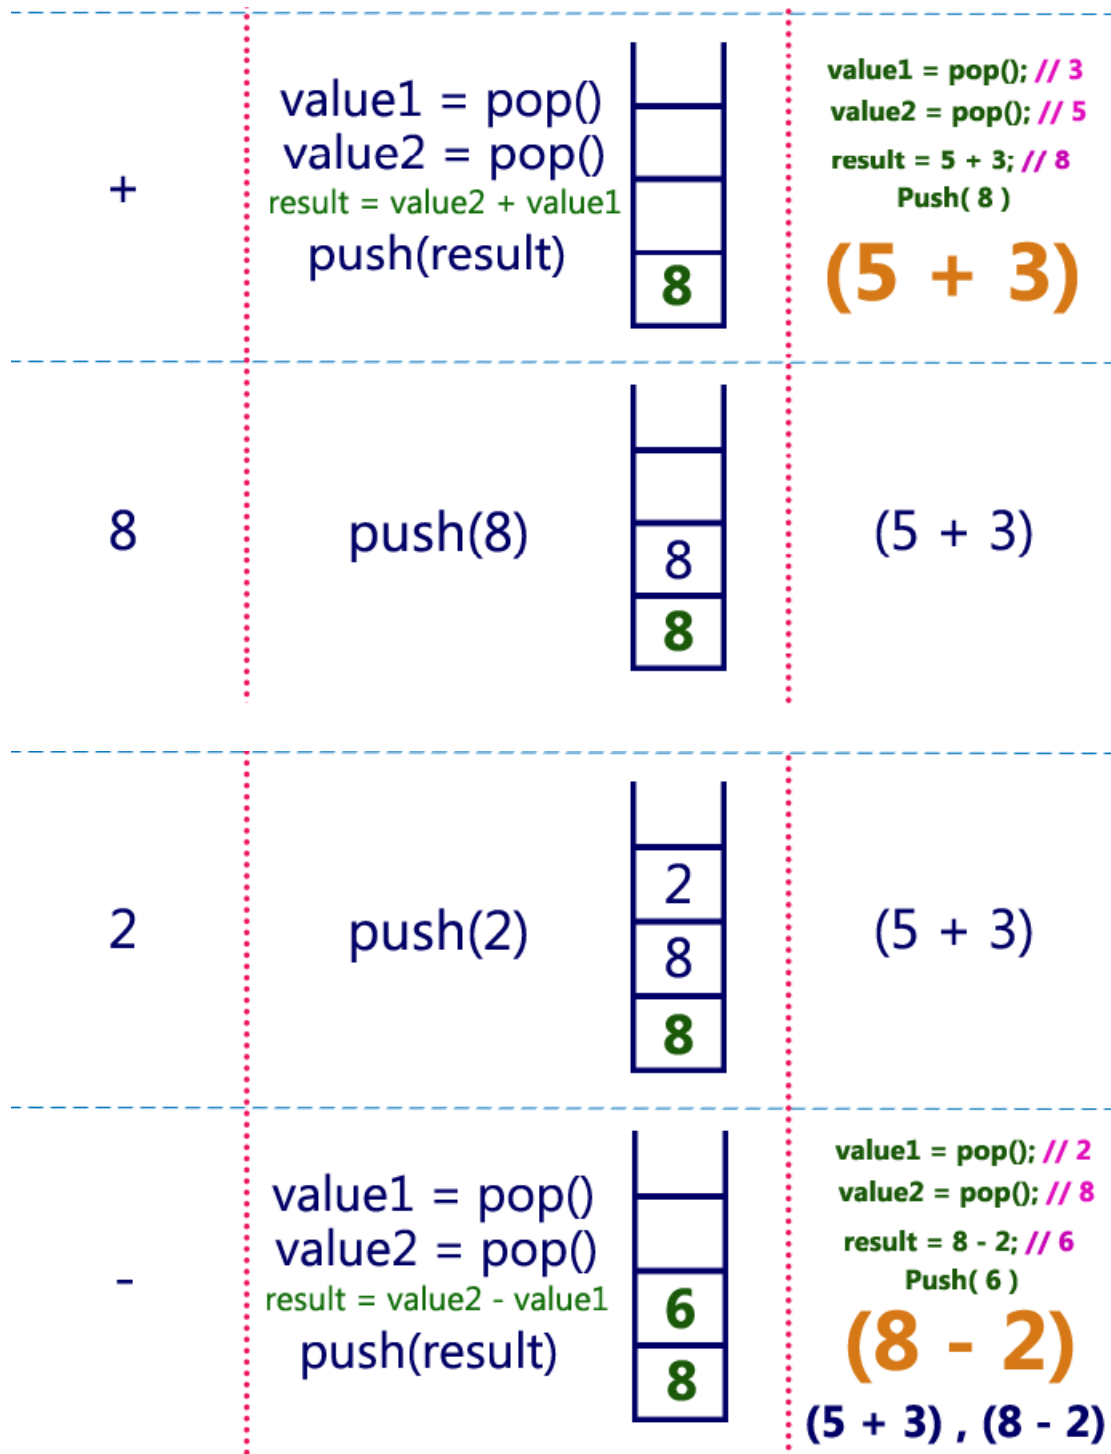 +
value1 = pop()
value2 = pop()
result = value2 + value1
push(result)
8
value1 = pop(); // 3
value2 = pop(); // 5
result = 5 + 3; // 8
Push( 8 )
(5 + 3)
8
push(8)
8
8
(5 + 3)
2
push(2)
2
8
8
(5 + 3)
-
value1 = pop()
value2 = pop()
result = value2 - value1
push(result)
6
8
value1 = pop(); // 2
value2 = pop(); // 8
result = 8 - 2; // 6
Push( 6 )
(8 - 2)
(5 + 3) , (8 - 2)